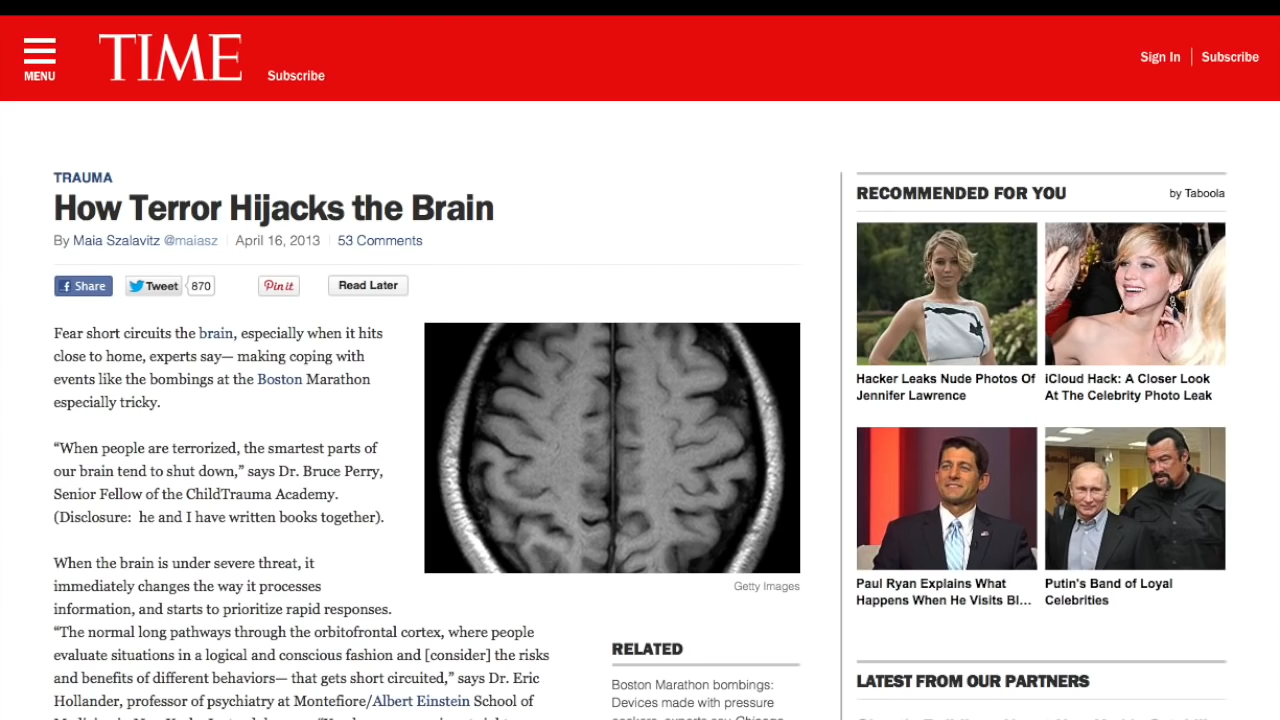 MENU
TIME
Subscribe
Sign In
Subscribe
TRAUMA
How Terror Hijacks the Brain
By Maia Szalavitz @maiasz
April 16, 2013
53 Comments
Share
Tweet
870
Pin it
Read Later
Fear short circuits the brain, especially when it hits
close to home, experts say— making coping with
events like the bombings at the Boston Marathon
especially tricky.
“When people are terrorized, the smartest parts of
our brain tend to shut down,” says Dr. Bruce Perry,
Senior Fellow of the ChildTrauma Academy.
(Disclosure:  he and I have written books together).
When the brain is under severe threat, it
immediately changes the way it processes
information, and starts to prioritize rapid responses.
“The normal long pathways through the orbitofrontal cortex, where people
evaluate situations in a logical and conscious fashion and [consider] the risks
and benefits of different behaviors— that gets short circuited,” says Dr. Eric
Hollander, professor of psychiatry at Montefiore/Albert Einstein School of
Getty Images
RELATED
Boston Marathon bombings:
Devices made with pressure
RECOMMENDED FOR YOU
by Taboola
Hacker Leaks Nude Photos Of
Jennifer Lawrence
iCloud Hack: A Closer Look
At The Celebrity Photo Leak
Paul Ryan Explains What
Happens When He Visits Bl...
Putin's Band of Loyal
Celebrities
LATEST FROM OUR PARTNERS